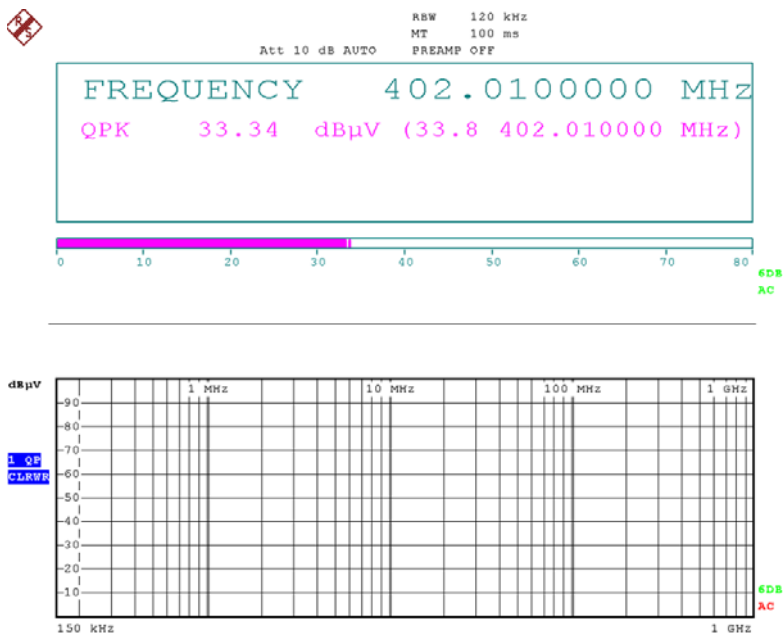 R S
RBW 120 kHz
MT 100 ms
Att 10 dB AUTO PREAMP OFF
FREQUENCY 402.0100000 MHz
QPK 33.34 dBµV (33.8 402.010000 MHz)
0 10 20 30 40 50 60 70 80
6DB
AC
dBµV
1 MHz 10 MHz 100 MHz 1 GHz
90
80
70
1 QP
60
CLRWR
50
40
30
20
10
6DB
AC
150 kHz 1 GHz